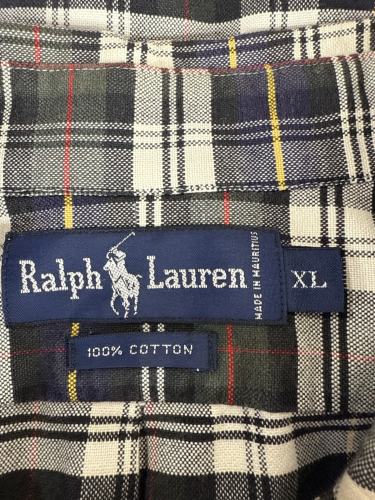 Ralph Lauren
MADE IN MAURITIUS
XL
100% COTTON